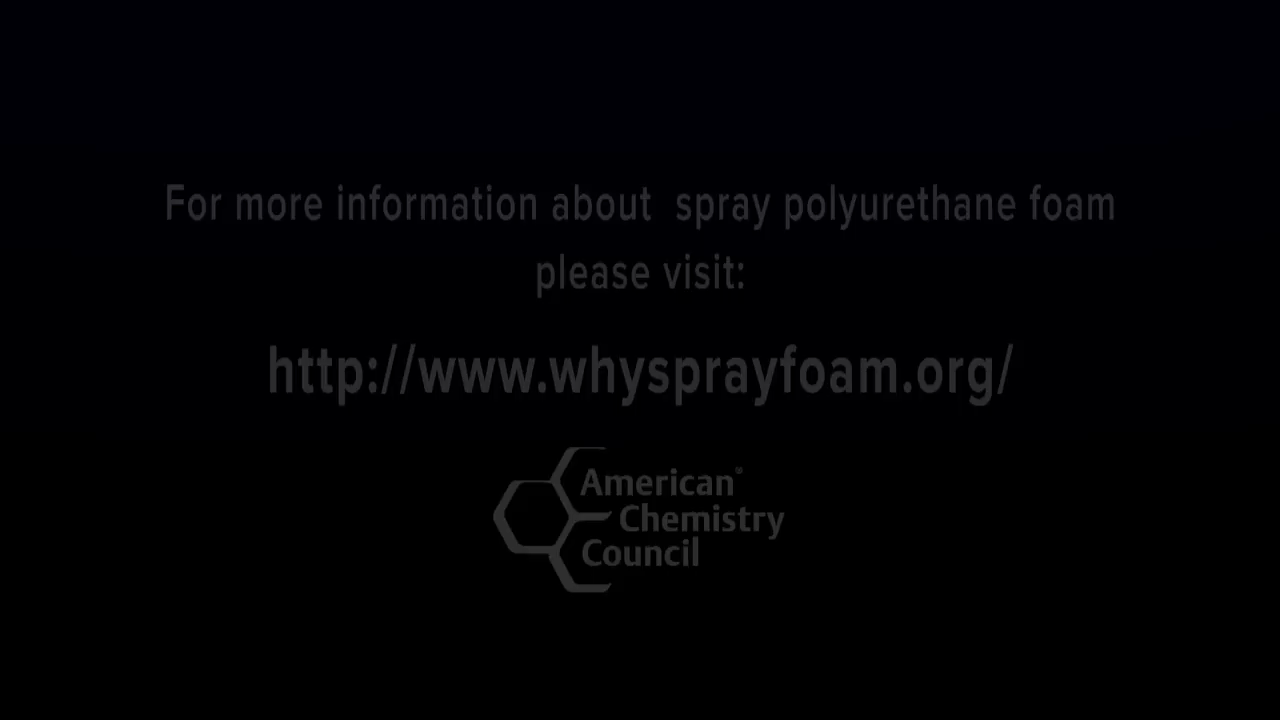 For more information about  spray polyurethane foam
please visit:
http://www.whysprayfoam.org/
American®
Chemistry
Council